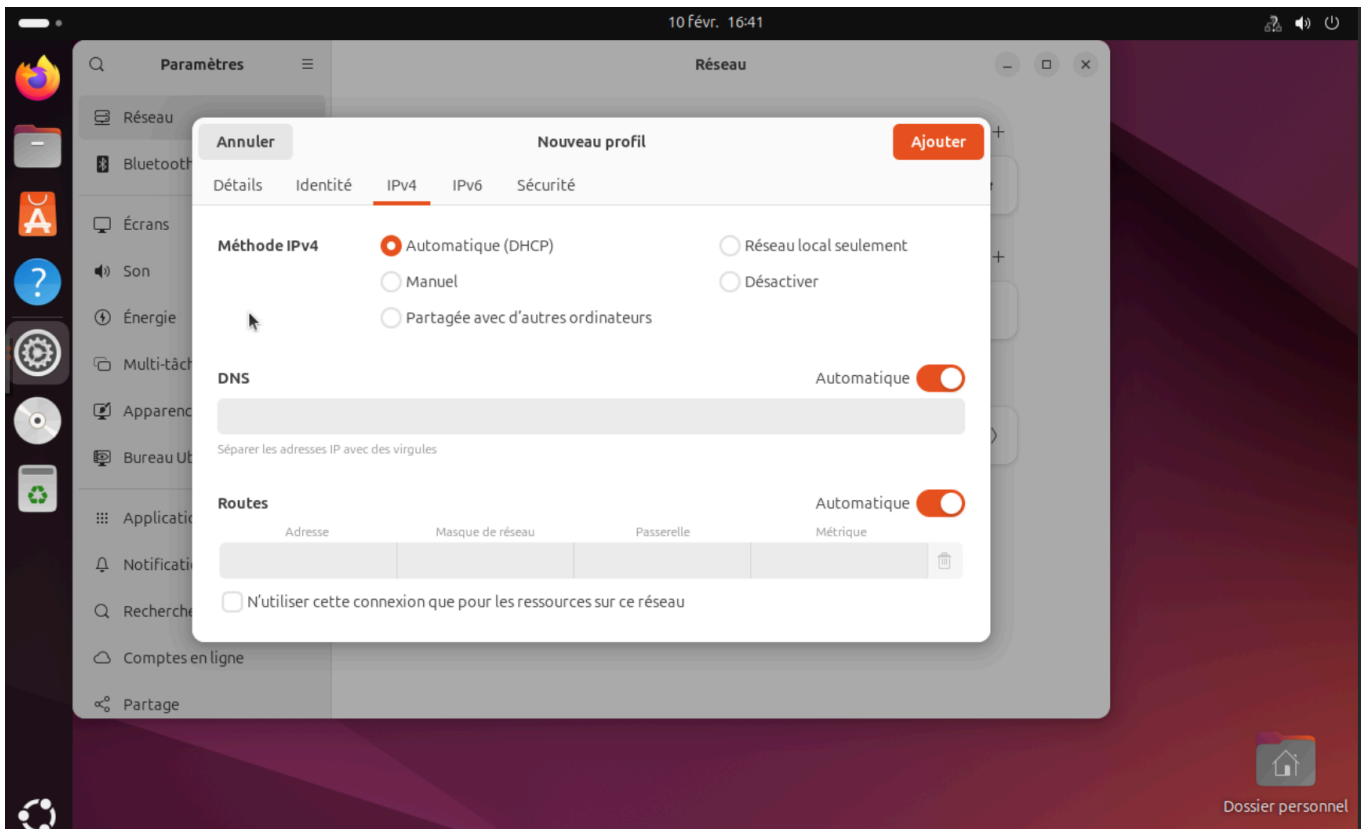 10 févr. 16:41
Paramètres
Réseau
Réseau
Annuler
Nouveau profil
Ajouter
Bluetooth
Détails Identité IPv4 IPv6 Sécurité
Écrans
Méthode IPv4
Automatique (DHCP)
Réseau local seulement
Son
Manuel
Désactiver
Énergie
Partagée avec d'autres ordinateurs
Multi-tâch
DNS
Automatique
Apparenc
Séparer les adresses IP avec des virgules
Bureau Ub
Routes
Automatique
Applicatio
Adresse Masque de réseau Passerelle Métrique
Notificati
N'utiliser cette connexion que pour les ressources sur ce réseau
Recherche
Comptes en ligne
Partage
Dossier personnel